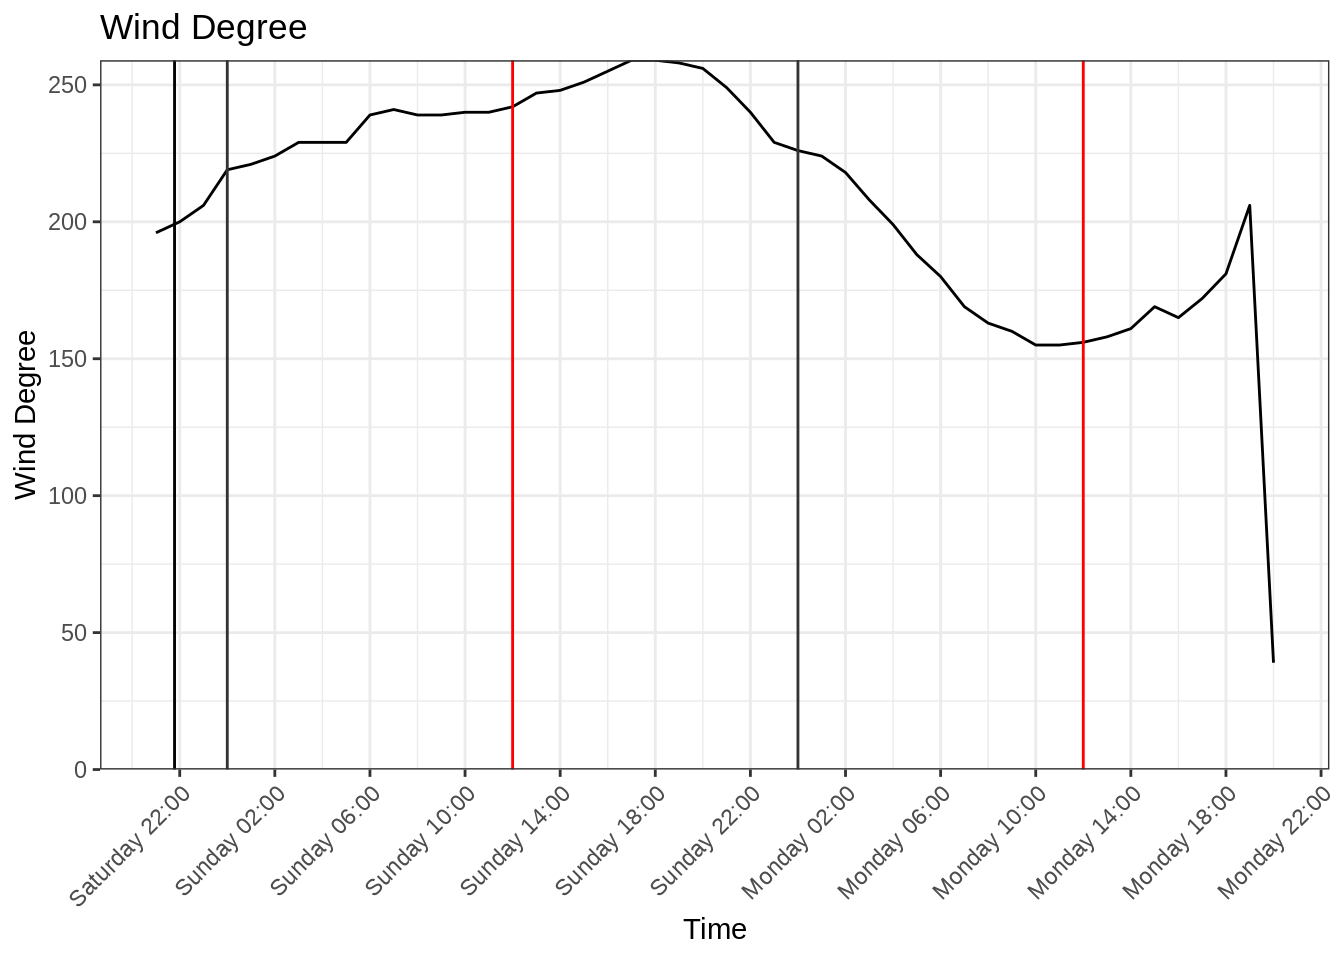 Wind Degree
Wind Degree
250
200
150
100
50
0
Saturday 22:00
Sunday 02:00
Sunday 06:00
Sunday 10:00
Sunday 14:00
Sunday 18:00
Sunday 22:00
Monday 02:00
Monday 06:00
Monday 10:00
Monday 14:00
Monday 18:00
Monday 22:00
Time